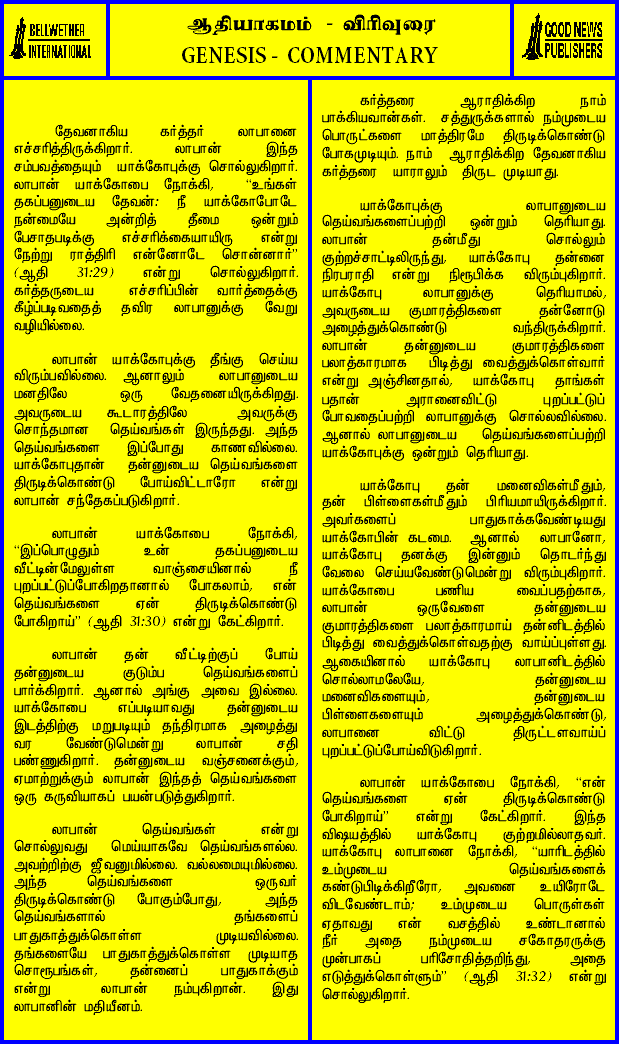 BELLWETHER
INTERNATIONAL
ஆதியாகமம் - விரிவுரை
GENESIS - COMMENTARY
GOOD NEWS
PUBLISHERS
தேவனாகிய கர்த்தர் லாபானை
எச்சரித்திருக்கிறார். லாபான் இந்த
சம்பவத்தையும் யாக்கோபுக்கு சொல்லுகிறார்.
லாபான் யாக்கோபை நோக்கி, “உங்கள்
தகப்பனுடைய தேவன்: நீ யாக்கோபோடே
நன்மையே அன்றித் தீமை ஒன்றும்
பேசாதபடிக்கு எச்சரிக்கையாயிரு என்று
நேற்று ராத்திரி என்னோடே சொன்னார்”
(ஆதி 31:29) என்று சொல்லுகிறார்.
கர்த்தருடைய எச்சரிப்பின் வார்த்தைக்கு
கீழ்ப்படிவதைத் தவிர லாபானுக்கு வேறு
வழியில்லை.
லாபான் யாக்கோபுக்கு தீங்கு செய்ய
விரும்பவில்லை. ஆனாலும் லாபானுடைய
மனதிலே ஒரு வேதனையிருக்கிறது.
அவருடைய கூடாரத்திலே அவருக்கு
சொந்தமான தெய்வங்கள் இருந்தது. அந்த
தெய்வங்களை இப்போது காணவில்லை.
யாக்கோபுதான் தன்னுடைய தெய்வங்களை
திருடிக்கொண்டு போய்விட்டாரோ என்று
லாபான் சந்தேகப்படுகிறார்.
லாபான் யாக்கோபை நோக்கி,
“இப்பொழுதும் உன் தகப்பனுடைய
வீட்டின்மேலுள்ள வாஞ்சையினால் நீ
புறப்பட்டுப்போகிறதானால் போகலாம், என்
தெய்வங்களை ஏன் திருடிக்கொண்டு
போகிறாய்” (ஆதி 31:30) என்று கேட்கிறார்.
லாபான் தன் வீட்டிற்குப் போய்
தன்னுடைய குடும்ப தெய்வங்களைப்
பார்க்கிறார். ஆனால் அங்கு அவை இல்லை.
யாக்கோபை எப்படியாவது தன்னுடைய
இடத்திற்கு மறுபடியும் தந்திரமாக அழைத்து
வர வேண்டுமென்று லாபான் சதி
பண்ணுகிறார். தன்னுடைய வஞ்சனைக்கும்,
ஏமாற்றுக்கும் லாபான் இந்தத் தெய்வங்களை
ஒரு கருவியாகப் பயன்படுத்துகிறார்.
லாபான் தெய்வங்கள் என்று
சொல்லுவது மெய்யாகவே தெய்வங்களல்ல.
அவற்றிற்கு ஜீவனுமில்லை. வல்லமையுமில்லை.
அந்த தெய்வங்களை ஒருவர்
திருடிக்கொண்டு போகும்போது, அந்த
தெய்வங்களால் தங்களைப்
பாதுகாத்துக்கொள்ள முடியவில்லை.
தங்களையே பாதுகாத்துக்கொள்ள முடியாத
சொரூபங்கள், தன்னைப் பாதுகாக்கும்
என்று லாபான் நம்புகிறான். இது
லாபானின் மதியீனம்.
கர்த்தரை ஆராதிக்கிற நாம்
பாக்கியவான்கள். சத்துருக்களால் நம்முடைய
பொருட்களை மாத்திரமே திருடிக்கொண்டு
போகமுடியும். நாம் ஆராதிக்கிற தேவனாகிய
கர்த்தரை யாராலும் திருட முடியாது.
யாக்கோபுக்கு லாபானுடைய
தெய்வங்களைப்பற்றி ஒன்றும் தெரியாது.
லாபான் தன்மீது சொல்லும்
குற்றச்சாட்டிலிருந்து, யாக்கோபு தன்னை
நிரபராதி என்று நிரூபிக்க விரும்புகிறார்.
யாக்கோபு லாபானுக்கு தெரியாமல்,
அவருடைய குமாரத்திகளை தன்னோடு
அழைத்துக்கொண்டு வந்திருக்கிறார்.
லாபான் தன்னுடைய குமாரத்திகளை
பலாத்காரமாக பிடித்து வைத்துக்கொள்வார்
என்று அஞ்சினதால், யாக்கோபு தாங்கள்
பதான் அரானைவிட்டு புறப்பட்டுப்
போவதைப்பற்றி லாபானுக்கு சொல்லவில்லை.
ஆனால் லாபானுடைய தெய்வங்களைப்பற்றி
யாக்கோபுக்கு ஒன்றும் தெரியாது.
யாக்கோபு தன் மனைவிகள்மீதும்,
தன் பிள்ளைகள்மீதும் பிரியமாயிருக்கிறார்.
அவர்களைப் பாதுகாக்கவேண்டியது
யாக்கோபின் கடமை. ஆனால் லாபானோ,
யாக்கோபு தனக்கு இன்னும் தொடர்ந்து
வேலை செய்யவேண்டுமென்று விரும்புகிறார்.
யாக்கோபை பணிய வைப்பதற்காக,
லாபான் ஒருவேளை தன்னுடைய
குமாரத்திகளை பலாத்காரமாய் தன்னிடத்தில்
பிடித்து வைத்துக்கொள்வதற்கு வாய்ப்புள்ளது.
ஆகையினால் யாக்கோபு லாபானிடத்தில்
சொல்லாமலேயே, தன்னுடைய
மனைவிகளையும், தன்னுடைய
பிள்ளைகளையும் அழைத்துக்கொண்டு,
லாபானை விட்டு திருட்டளவாய்ப்
புறப்பட்டுப்போய்விடுகிறார்.
லாபான் யாக்கோபை நோக்கி, “என்
தெய்வங்களை ஏன் திருடிக்கொண்டு
போகிறாய்” என்று கேட்கிறார். இந்த
விஷயத்தில் யாக்கோபு குற்றமில்லாதவர்.
யாக்கோபு லாபானை நோக்கி, “யாரிடத்தில்
உம்முடைய தெய்வங்களைக்
கண்டுபிடிக்கிறீரோ, அவனை உயிரோடே
விடவேண்டாம்; உம்முடைய பொருள்கள்
ஏதாவது என் வசத்தில் உண்டானால்
நீர் அதை நம்முடைய சகோதரருக்கு
முன்பாகப் பரிசோதித்தறிந்து, அதை
எடுத்துக்கொள்ளும்” (ஆதி 31:32) என்று
சொல்லுகிறார்.